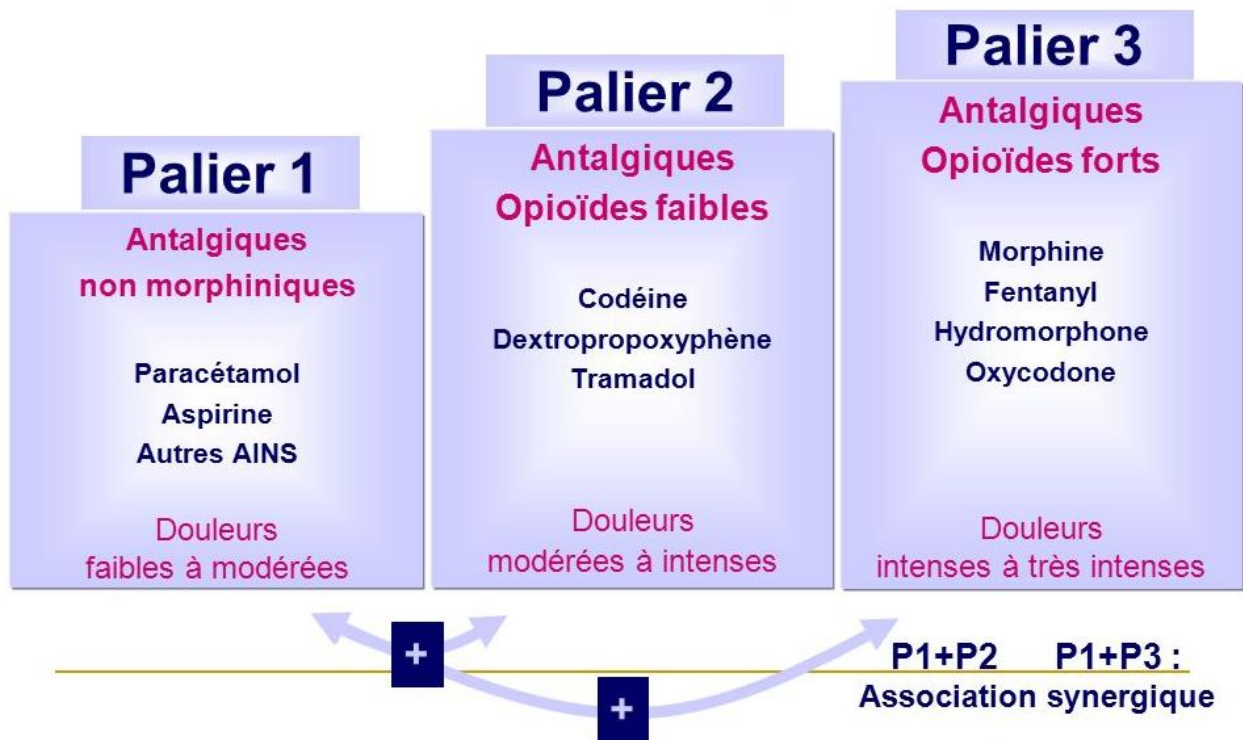 Palier 1
Antalgiques
non morphiniques
Paracétamol
Aspirine
Autres AINS
Douleurs
faibles à modérées
Palier 2
Antalgiques
Opioïdes faibles
Codéine
Dextropropoxyphène
Tramadol
Douleurs
modérées à intenses
Palier 3
Antalgiques
Opioïdes forts
Morphine
Fentanyl
Hydromorphone
Oxycodone
Douleurs
intenses à très intenses
+
+
P1+P2 P1+P3 :
Association synergique